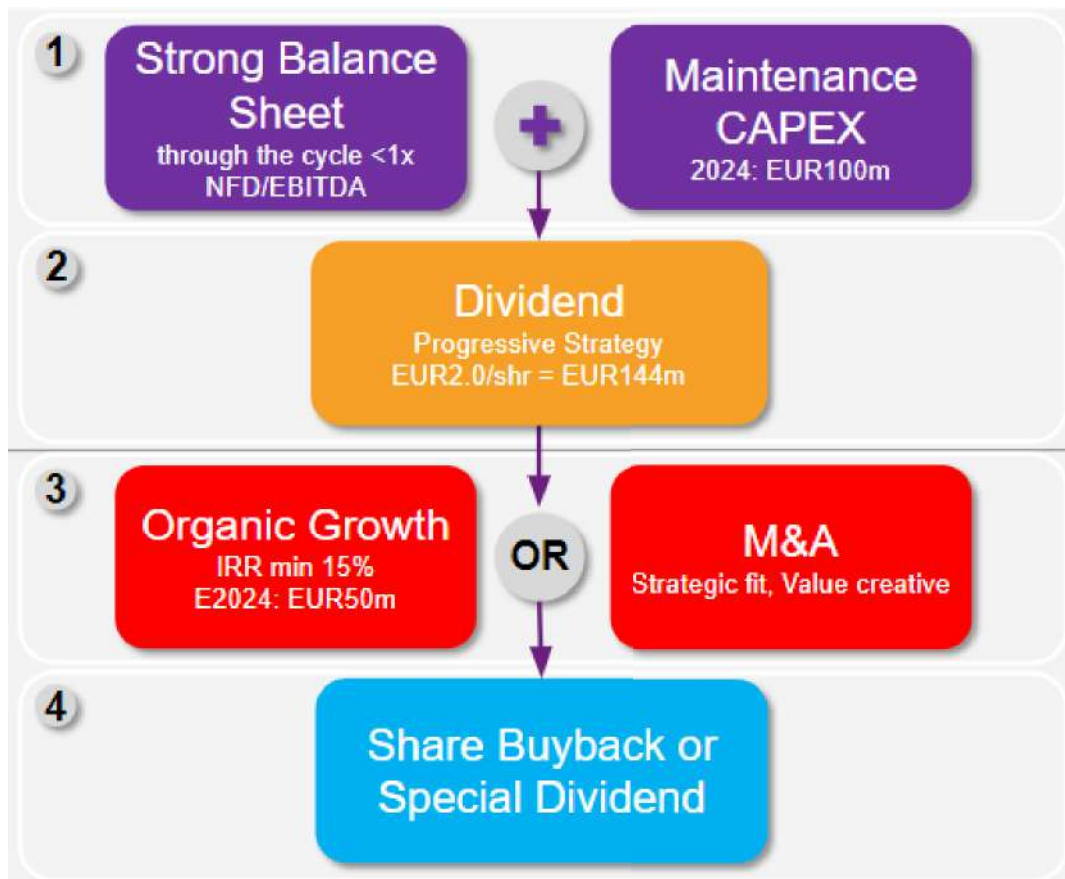 1
Strong Balance
Sheet
through the cycle <1x
NFD/EBITDA
+
Maintenance
CAPEX
2024: EUR100m
2
Dividend
Progressive Strategy
EUR2.0/shr = EUR144m
3
Organic Growth
IRR min 15%
E2024: EUR50m
OR
M&A
Strategic fit, Value creative
4
Share Buyback or
Special Dividend